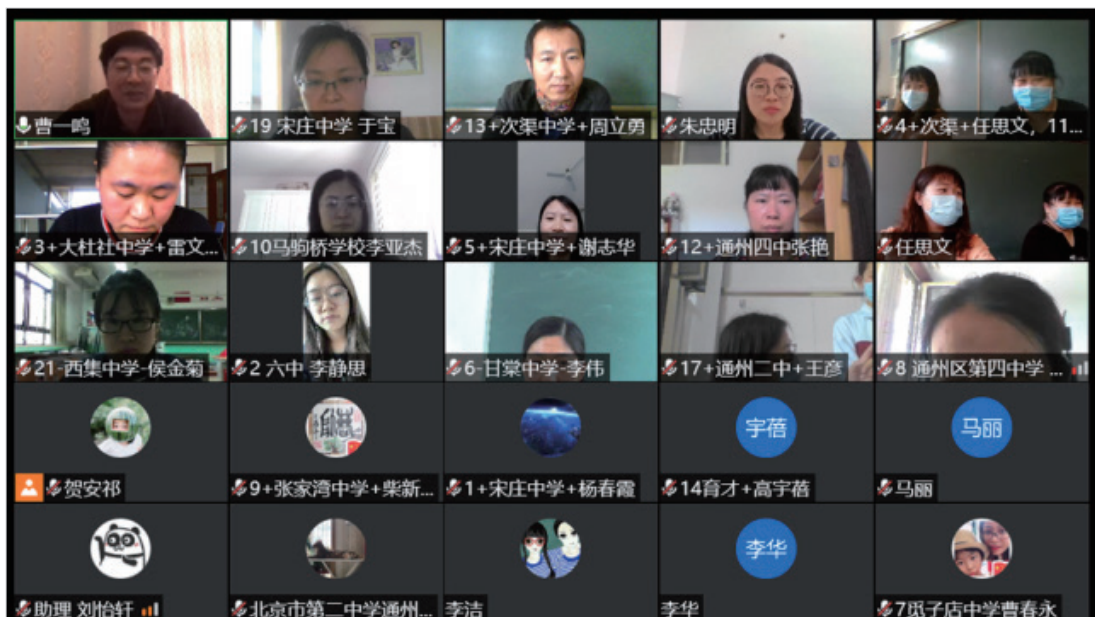 曹一鸣
19 宋庄中学 于宝
13+次渠中学+周立勇
朱忠明
4+次渠+任思文，11...
3+大杜社中学+雷文...
10马驹桥学校李亚杰
5+宋庄中学+谢志华
12+通州四中张艳
任思文
21-西集中学-侯金菊
2 六中 李静思
6-甘棠中学-李伟
17+通州二中+王彦
8 通州区第四中学 ...
贺安祁
9+张家湾中学+柴新...
1+宋庄中学+杨春霞
宇蓓
14育才+高宇蓓
马丽
马丽
助理 刘怡轩
北京市第二中学通州...
李洁
李华
李华
7觅子店中学曹春永